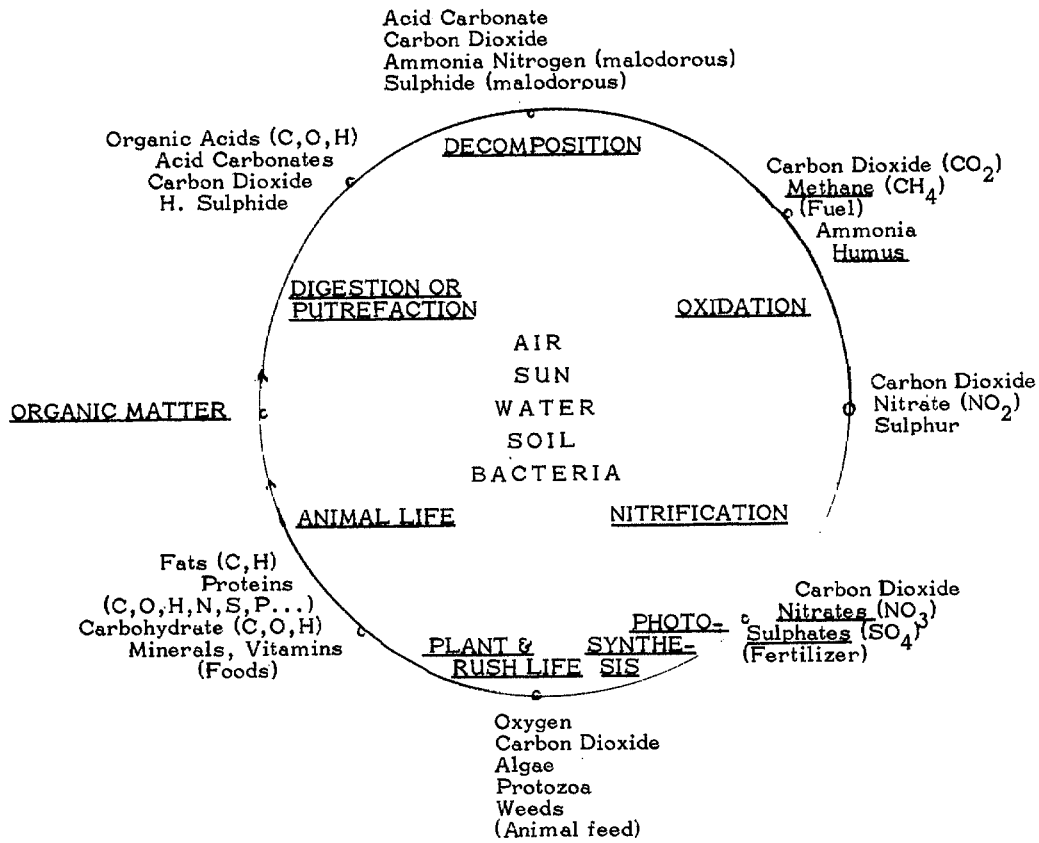 Acid Carbonate
Carbon Dioxide
Ammonia Nitrogen (malodorous)
Sulphide (malodorous)
DECOMPOSITION
Organic Acids (C,O,H)
Acid Carbonates
Carbon Dioxide
H. Sulphide
Carbon Dioxide (CO2)
Methane (CH4)
(Fuel)
Ammonia
Humus
DIGESTION OR
PUTREFACTION
OXIDATION
AIR
SUN
WATER
SOIL
BACTERIA
ORGANIC MATTER
Carbon Dioxide
Nitrate (NO2)
Sulphur
ANIMAL LIFE
NITRIFICATION
Fats (C,H)
Proteins
(C,O,H,N,S,P...)
Carbohydrate (C,O,H)
Minerals, Vitamins
(Foods)
PLANT &
RUSH LIFE
PHOTO-
SYNTHE-
SIS
Carbon Dioxide
Nitrates (NO3)
Sulphates (SO4)
(Fertilizer)
Oxygen
Carbon Dioxide
Algae
Protozoa
Weeds
(Animal feed)